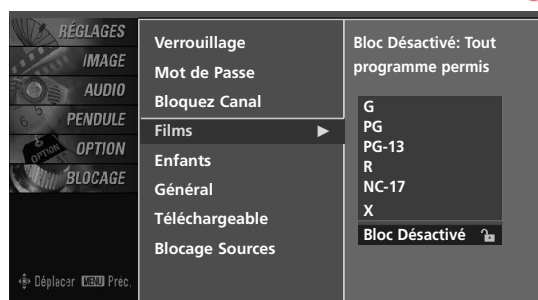 RÉGLAGES
IMAGE
AUDIO
PENDULE
OPTION
BLOCAGE
Déplacer MENU Préc.
Verrouillage
Mot de Passe
Bloquez Canal
Films ►
Enfants
Général
Téléchargeable
Blocage Sources
Bloc Désactivé: Tout
programme permis
G
PG
PG-13
R
NC-17
X
Bloc Désactivé